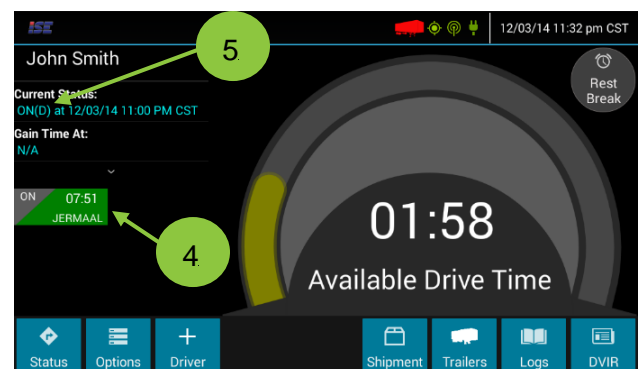 ISE
12/03/14 11:32 pm CST
John Smith
5
Rest
Break
Current Status:
ON(D) at 12/03/14 11:00 PM CST
Gain Time At:
N/A
ON 07:51
JERMAAL
4
01:58
Available Drive Time
Status Options Driver Shipment Trailers Logs DVIR